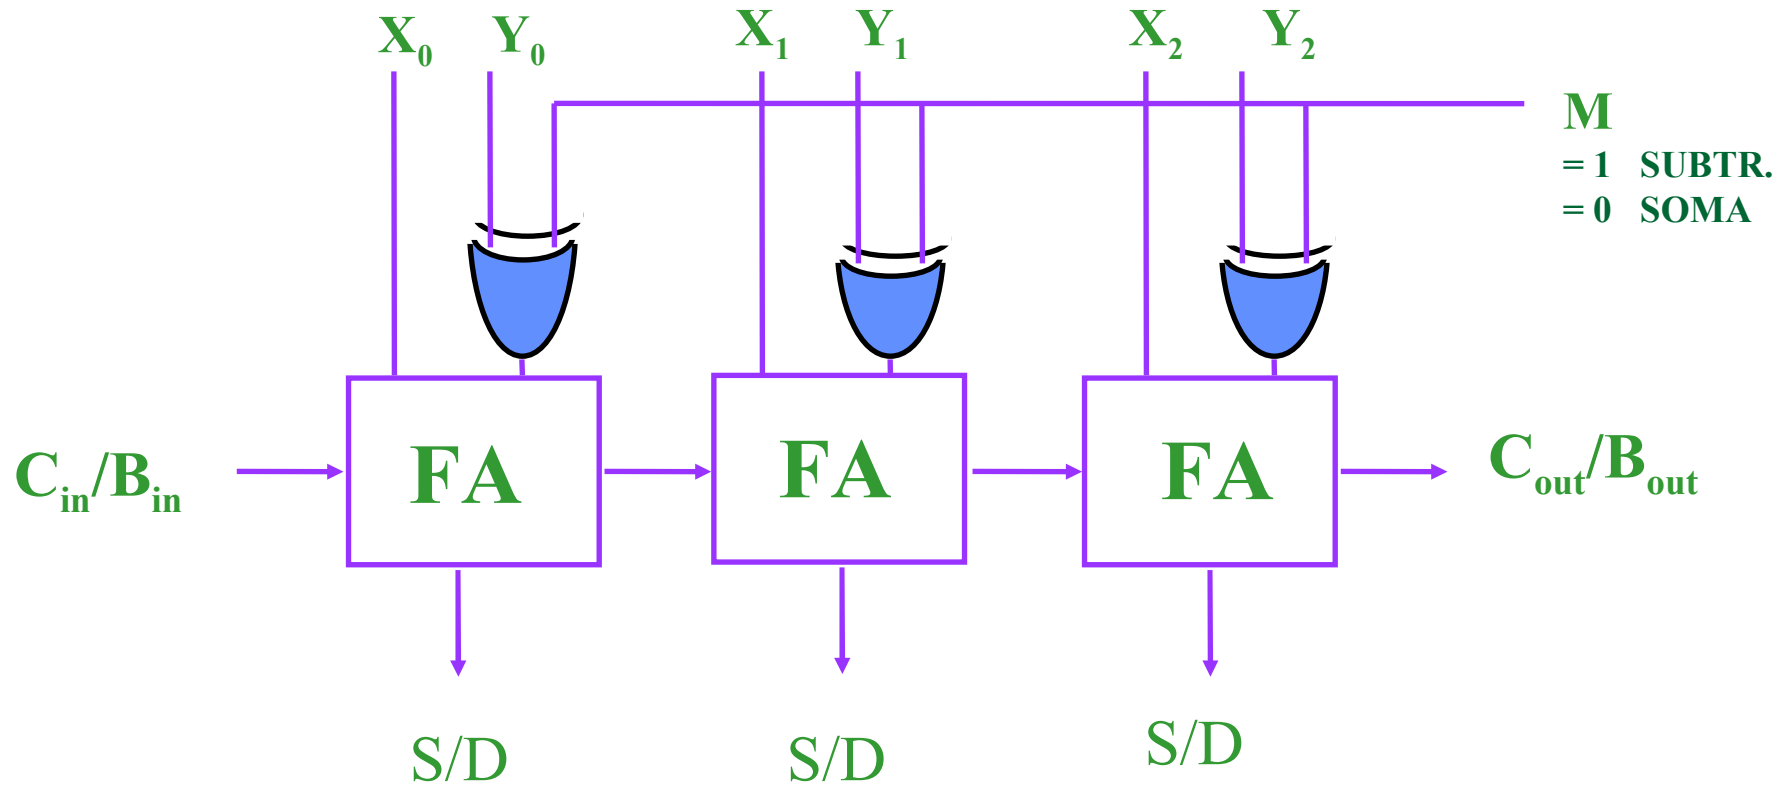 X0 Y0 X1 Y1 X2 Y2
M
= 1 SUBTR.
= 0 SOMA
Cin/Bin FA FA FA Cout/Bout
S/D S/D S/D